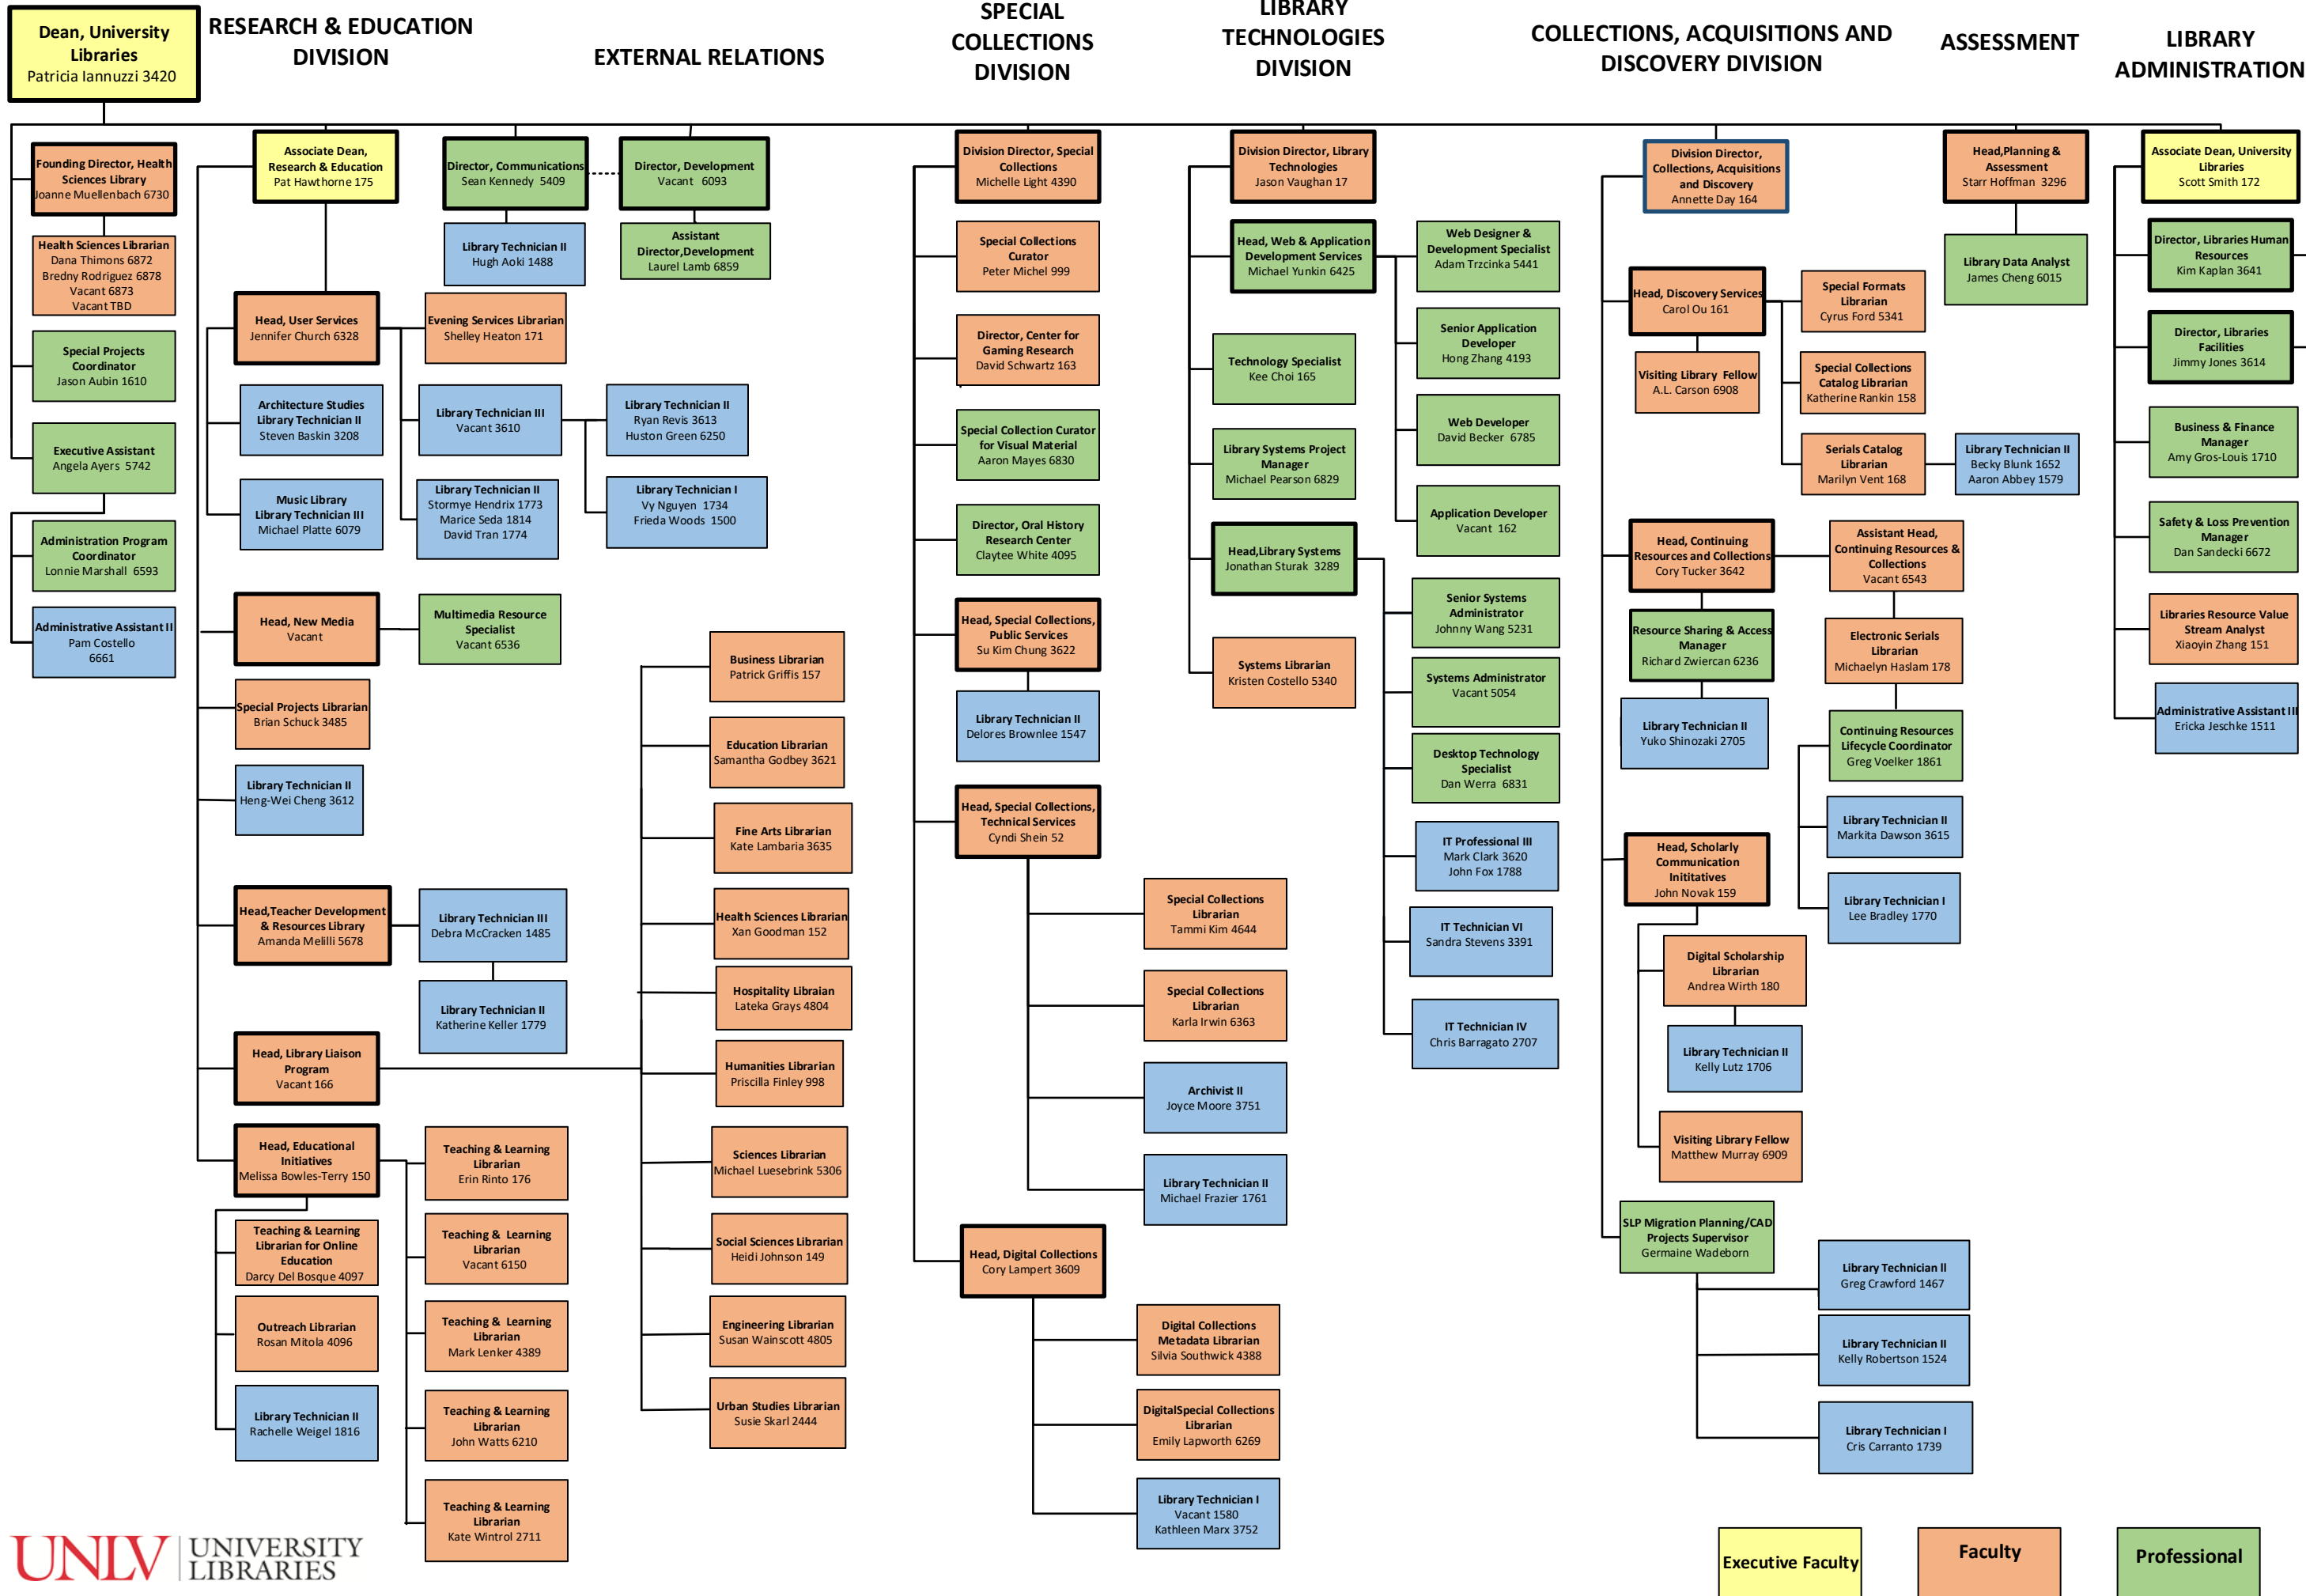 Dean, University
Libraries
Patricia Iannuzzi 3420
RESEARCH & EDUCATION
DIVISION
EXTERNAL RELATIONS
SPECIAL
COLLECTIONS
DIVISION
LIBRARY
TECHNOLOGIES
DIVISION
COLLECTIONS, ACQUISITIONS AND
DISCOVERY DIVISION
ASSESSMENT
LIBRARY
ADMINISTRATION
Founding Director, Health
Sciences Library
Joanne Muellenbach 6730
Health Sciences Librarian
Dana Thimons 6872
Bredny Rodriguez 6878
Vacant 6873
Vacant TBD
Special Projects
Coordinator
Jason Aubin 1610
Executive Assistant
Angela Ayers 5742
Administration Program
Coordinator
Lonnie Marshall 6593
Administrative Assistant II
Pam Costello
6661
Associate Dean,
Research & Education
Pat Hawthorne 175
Head, User Services
Jennifer Church 6328
Evening Services Librarian
Shelley Heaton 171
Architecture Studies
Library Technician II
Steven Baskin 3208
Library Technician III
Vacant 3610
Library Technician II
Ryan Revis 3613
Huston Green 6250
Music Library
Library Technician III
Michael Platte 6079
Library Technician II
Stormye Hendrix 1773
Marice Seda 1814
David Tran 1774
Library Technician I
Vy Nguyen 1734
Frieda Woods 1500
Head, New Media
Vacant
Multimedia Resource
Specialist
Vacant 6536
Special Projects Librarian
Brian Schuck 3485
Library Technician II
Heng-Wei Cheng 3612
Head,Teacher Development
& Resources Library
Amanda Melilli 5678
Library Technician III
Debra McCracken 1485
Library Technician II
Katherine Keller 1779
Head, Library Liaison
Program
Vacant 166
Business Librarian
Patrick Griffis 157
Education Librarian
Samantha Godbey 3621
Fine Arts Librarian
Kate Lambaria 3635
Health Sciences Librarian
Xan Goodman 152
Hospitality Libraian
Lateka Grays 4804
Humanities Librarian
Priscilla Finley 998
Sciences Librarian
Michael Luesebrink 5306
Social Sciences Librarian
Heidi Johnson 149
Engineering Librarian
Susan Wainscott 4805
Urban Studies Librarian
Susie Skarl 2444
Head, Educational
Initiatives
Melissa Bowles-Terry 150
Teaching & Learning
Librarian for Online
Education
Darcy Del Bosque 4097
Outreach Librarian
Rosan Mitola 4096
Library Technician II
Rachelle Weigel 1816
Teaching & Learning
Librarian
Erin Rinto 176
Teaching & Learning
Librarian
Vacant 6150
Teaching & Learning
Librarian
Mark Lenker 4389
Teaching & Learning
Librarian
John Watts 6210
Teaching & Learning
Librarian
Kate Wintrol 2711
Director, Communications
Sean Kennedy 5409
Library Technician II
Hugh Aoki 1488
Director, Development
Vacant 6093
Assistant
Director,Development
Laurel Lamb 6859
Division Director, Special
Collections
Michelle Light 4390
Special Collections
Curator
Peter Michel 999
Director, Center for
Gaming Research
David Schwartz 163
Special Collection Curator
for Visual Material
Aaron Mayes 6830
Director, Oral History
Research Center
Claytee White 4095
Head, Special Collections,
Public Services
Su Kim Chung 3622
Library Technician II
Delores Brownlee 1547
Head, Special Collections,
Technical Services
Cyndi Shein 52
Special Collections
Librarian
Tammi Kim 4644
Special Collections
Librarian
Karla Irwin 6363
Archivist II
Joyce Moore 3751
Library Technician II
Michael Frazier 1761
Head, Digital Collections
Cory Lampert 3609
Digital Collections
Metadata Librarian
Silvia Southwick 4388
DigitalSpecial Collections
Librarian
Emily Lapworth 6269
Library Technician I
Vacant 1580
Kathleen Marx 3752
Division Director, Library
Technologies
Jason Vaughan 17
Head, Web & Application
Development Services
Michael Yunkin 6425
Web Designer &
Development Specialist
Adam Trzcinka 5441
Senior Application
Developer
Hong Zhang 4193
Web Developer
David Becker 6785
Application Developer
Vacant 162
Technology Specialist
Kee Choi 165
Library Systems Project
Manager
Michael Pearson 6829
Head,Library Systems
Jonathan Sturak 3289
Systems Librarian
Kristen Costello 5340
Senior Systems
Administrator
Johnny Wang 5231
Systems Administrator
Vacant 5054
Desktop Technology
Specialist
Dan Werra 6831
IT Professional III
Mark Clark 3620
John Fox 1788
IT Technician VI
Sandra Stevens 3391
IT Technician IV
Chris Barragato 2707
Division Director,
Collections, Acquisitions
and Discovery
Annette Day 164
Head, Discovery Services
Carol Ou 161
Visiting Library Fellow
A.L. Carson 6908
Special Formats
Librarian
Cyrus Ford 5341
Special Collections
Catalog Librarian
Katherine Rankin 158
Serials Catalog
Librarian
Marilyn Vent 168
Library Technician II
Becky Blunk 1652
Aaron Abbey 1579
Head, Continuing
Resources and Collections
Cory Tucker 3642
Assistant Head,
Continuing Resources &
Collections
Vacant 6543
Resource Sharing & Access
Manager
Richard Zwiercan 6236
Library Technician II
Yuko Shinozaki 2705
Electronic Serials
Librarian
Michaelyn Haslam 178
Continuing Resources
Lifecycle Coordinator
Greg Voelker 1861
Library Technician II
Markita Dawson 3615
Library Technician I
Lee Bradley 1770
Head, Scholarly
Communication
Inititatives
John Novak 159
Digital Scholarship
Librarian
Andrea Wirth 180
Library Technician II
Kelly Lutz 1706
Visiting Library Fellow
Matthew Murray 6909
SLP Migration Planning/CAD
Projects Supervisor
Germaine Wadeborn
Library Technician II
Greg Crawford 1467
Library Technician II
Kelly Robertson 1524
Library Technician I
Cris Carranto 1739
Head,Planning &
Assessment
Starr Hoffman 3296
Library Data Analyst
James Cheng 6015
Associate Dean, University
Libraries
Scott Smith 172
Director, Libraries Human
Resources
Kim Kaplan 3641
Director, Libraries
Facilities
Jimmy Jones 3614
Business & Finance
Manager
Amy Gros-Louis 1710
Safety & Loss Prevention
Manager
Dan Sandecki 6672
Libraries Resource Value
Stream Analyst
Xiaoyin Zhang 151
Administrative Assistant III
Ericka Jeschke 1511
UNLV UNIVERSITY
LIBRARIES
Executive Faculty
Faculty
Professional